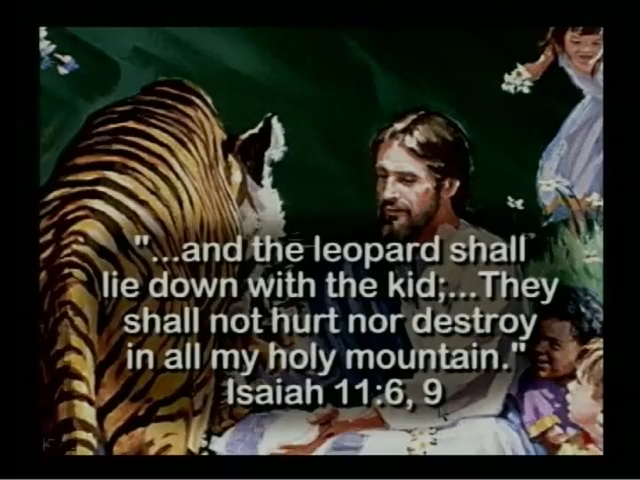 "...and the leopard shall
lie down with the kid;...They
shall not hurt nor destroy
in all my holy mountain."
Isaiah 11:6, 9